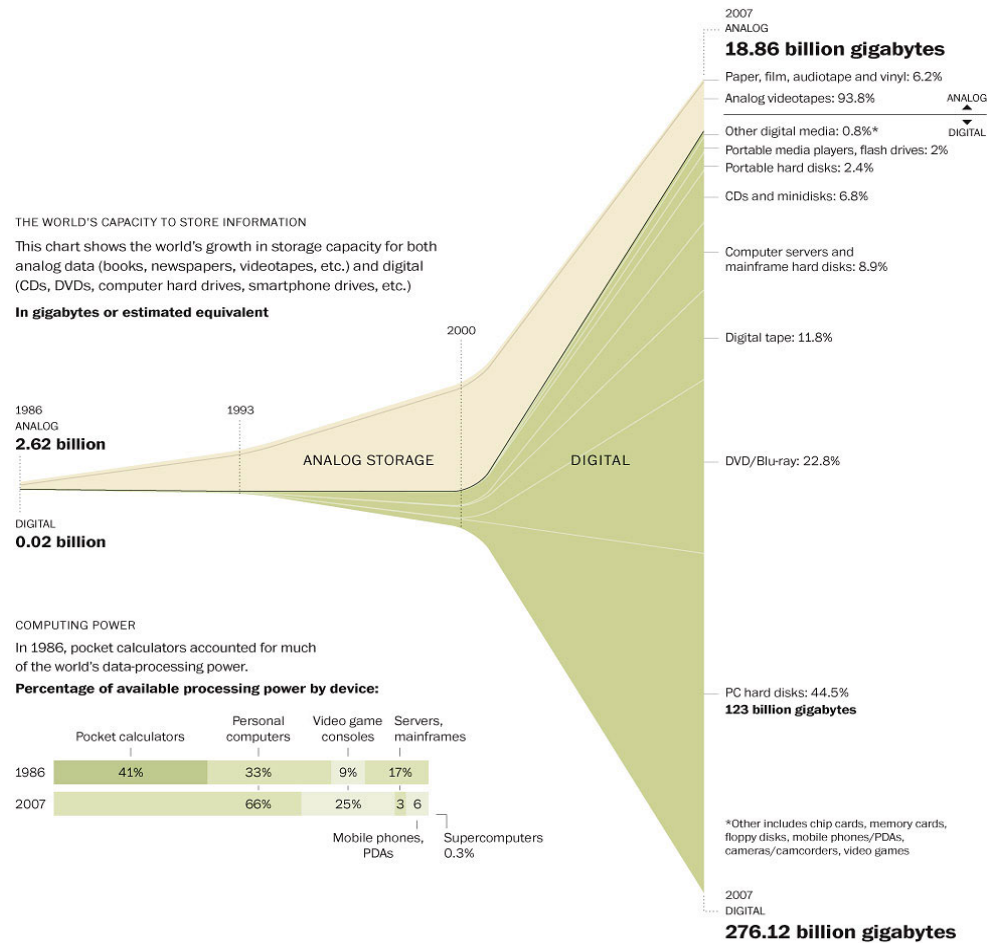 2007
ANALOG
18.86 billion gigabytes
Paper, film, audiotape and vinyl: 6.2%
Analog videotapes: 93.8%
ANALOG
Other digital media: 0.8%*
DIGITAL
Portable media players, flash drives: 2%
Portable hard disks: 2.4%
CDs and minidisks: 6.8%
Computer servers and
mainframe hard disks: 8.9%
Digital tape: 11.8%
DVD/Blu-ray: 22.8%
PC hard disks: 44.5%
123 billion gigabytes
*Other includes chip cards, memory cards,
floppy disks, mobile phones/PDAs,
cameras/camcorders, video games
2007
DIGITAL
276.12 billion gigabytes
THE WORLD'S CAPACITY TO STORE INFORMATION
This chart shows the world's growth in storage capacity for both
analog data (books, newspapers, videotapes, etc.) and digital
(CDs, DVDs, computer hard drives, smartphone drives, etc.)
In gigabytes or estimated equivalent
2000
1993
1986
ANALOG
2.62 billion
ANALOG STORAGE
DIGITAL
DIGITAL
0.02 billion
COMPUTING POWER
In 1986, pocket calculators accounted for much
of the world's data-processing power.
Percentage of available processing power by device:
Pocket calculators
Personal
computers
Video game
consoles
Servers,
mainframes
1986 41% 33% 9% 17%
2007 66% 25% 3 6
Mobile phones,
PDAs
Supercomputers
0.3%